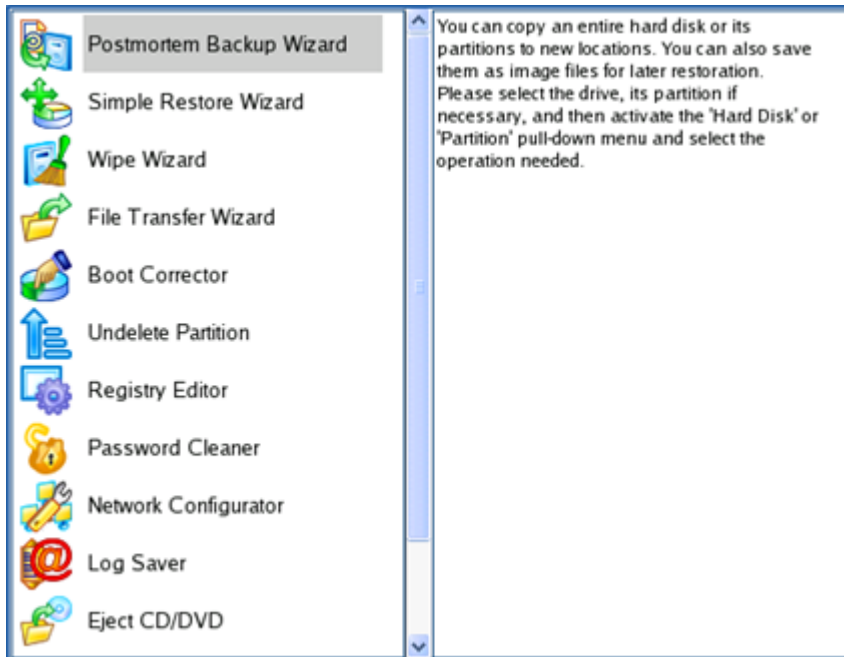 Postmortem Backup Wizard
Simple Restore Wizard
Wipe Wizard
File Transfer Wizard
Boot Corrector
Undelete Partition
Registry Editor
Password Cleaner
Network Configurator
Log Saver
Eject CD/DVD
You can copy an entire hard disk or its
partitions to new locations. You can also save
them as image files for later restoration.
Please select the drive, its partition if
necessary, and then activate the 'Hard Disk' or
'Partition' pull-down menu and select the
operation needed.